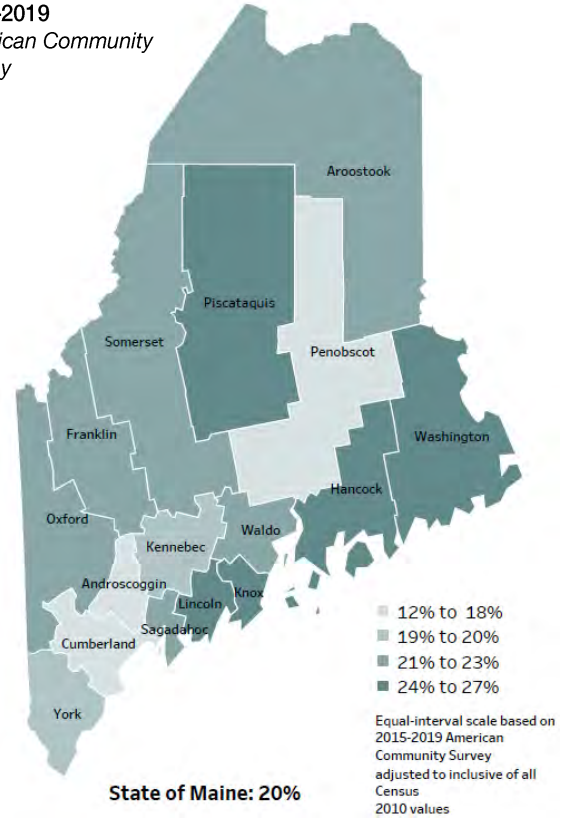 -2019
ican Community
y
Aroostook
Piscataquis
Somerset
Penobscot
Franklin
Washington
Hancock
Oxford
Waldo
Kennebec
Androscoggin
Knox
Lincoln
Sagadahoc
Cumberland
York
12% to 18%
19% to 20%
21% to 23%
24% to 27%
Equal-interval scale based on
2015-2019 American
Community Survey
adjusted to inclusive of all
Census
2010 values
State of Maine: 20%